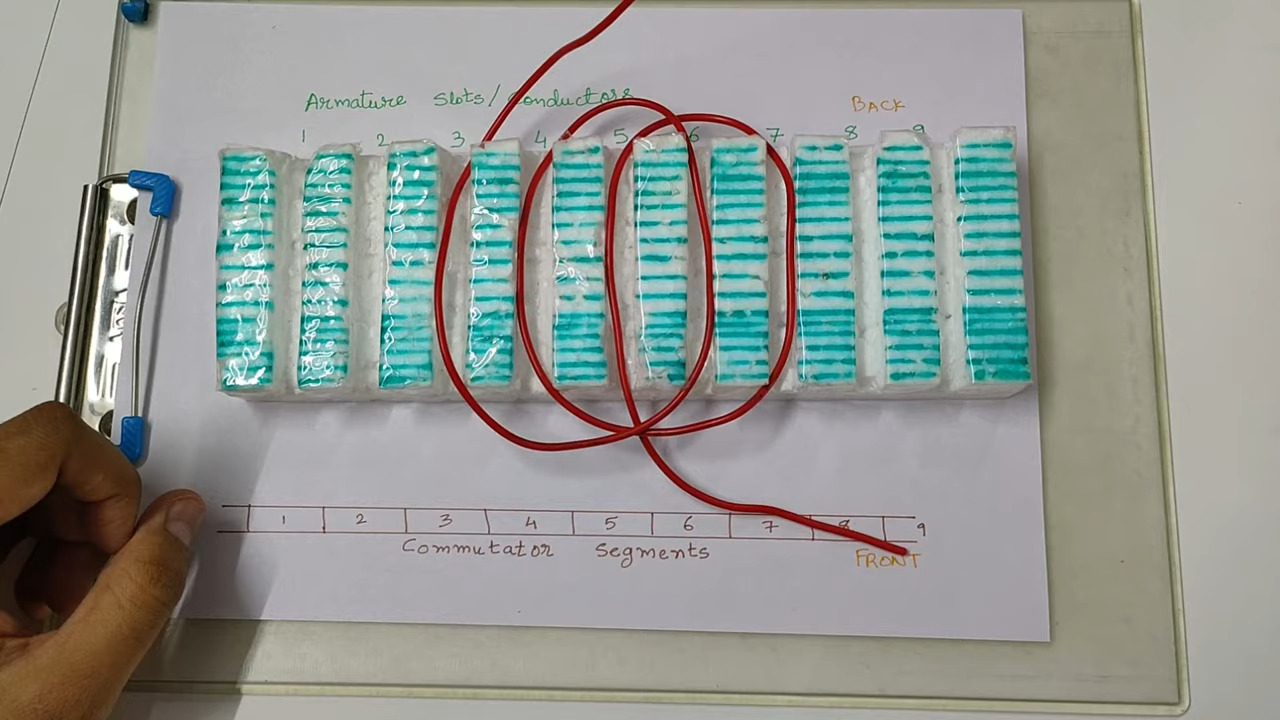 Armature Slots/Conductors
BACK
1 2 3 4 5 6 7 8 9
1 2 3 4 5 6 7 8 9
Commutator Segments
FRONT